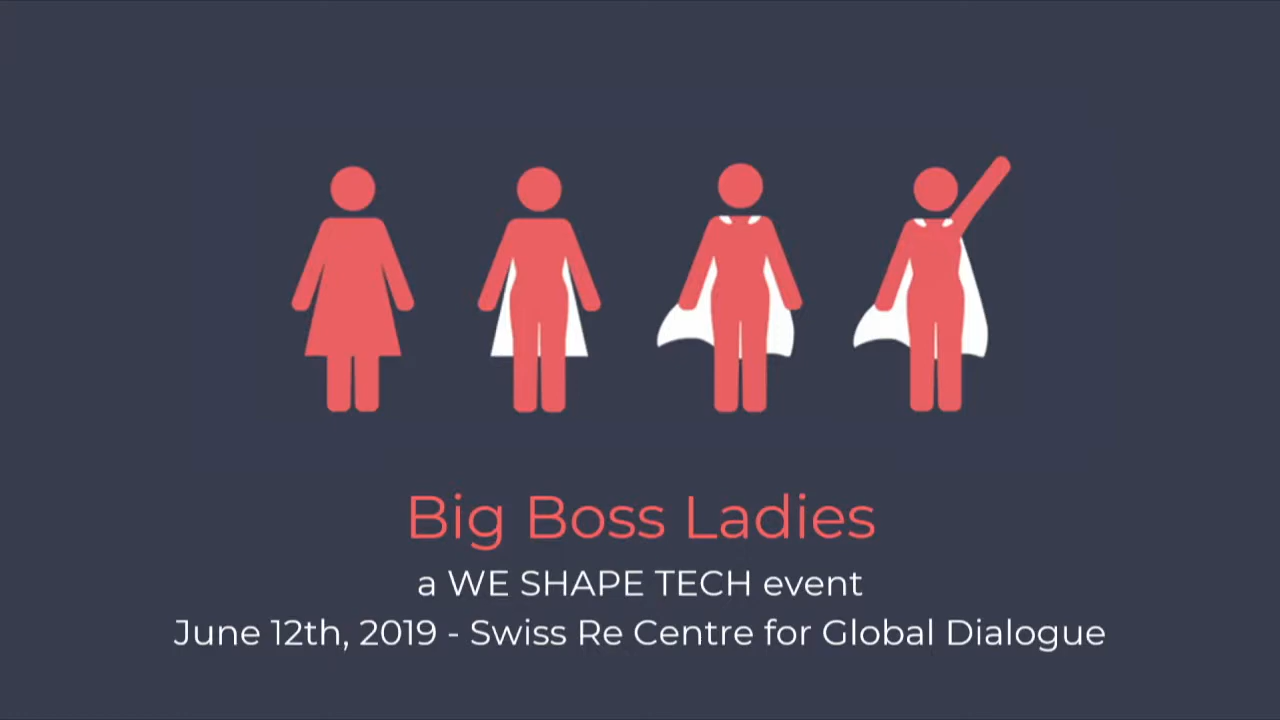 Big Boss Ladies
a WE SHAPE TECH event
June 12th, 2019 - Swiss Re Centre for Global Dialogue